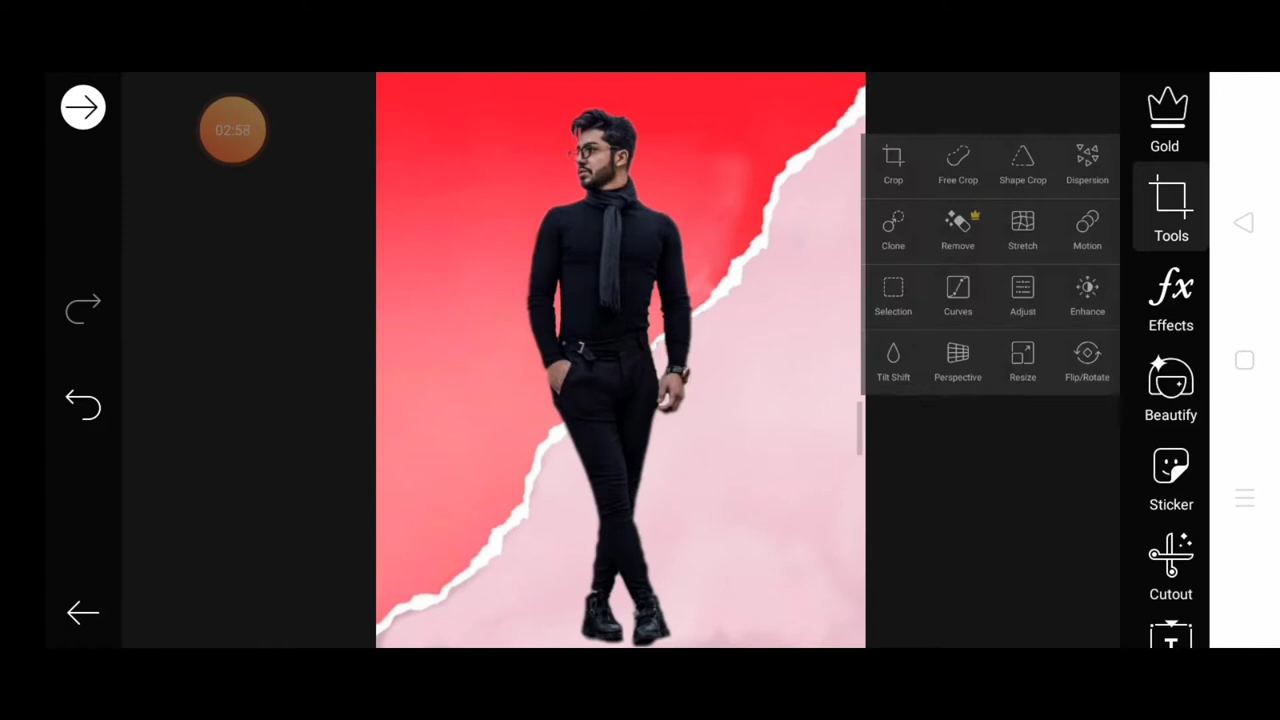 02:58
Crop
Free Crop
Shape Crop
Dispersion
Clone
Remove
Stretch
Motion
Selection
Curves
Adjust
Enhance
Tilt Shift
Perspective
Resize
Flip/Rotate
Gold
Tools
fx
Effects
Beautify
Sticker
Cutout
T